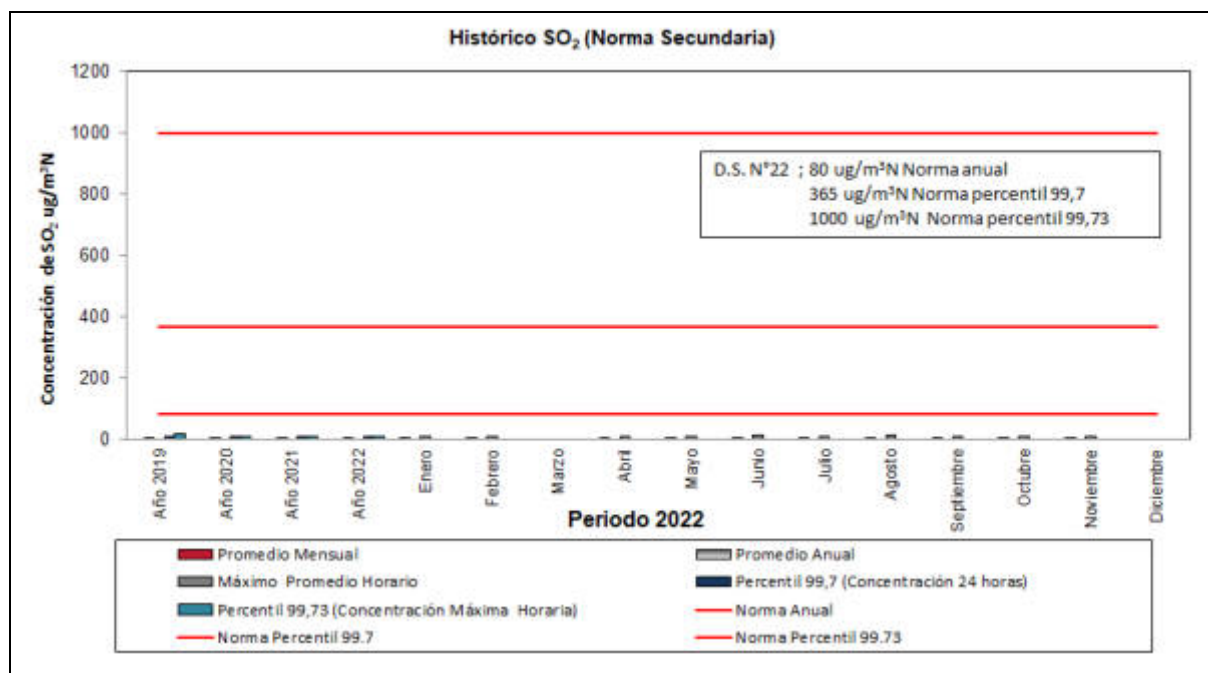 Histórico SO₂ (Norma Secundaria)
Concentración de SO₂ ug/m³N
1200
1000
800
600
400
200
0
D.S. N°22 ; 80 ug/m³N Norma anual
365 ug/m³N Norma percentil 99,7
1000 ug/m³N Norma percentil 99,73
Año 2019
Año 2020
Año 2021
Año 2022
Enero
Febrero
Marzo
Abril
Mayo
Junio
Julio
Agosto
Septiembre
Octubre
Noviembre
Diciembre
Periodo 2022
Promedio Mensual
Promedio Anual
Máximo Promedio Horario
Percentil 99,7 (Concentración 24 horas)
Percentil 99,73 (Concentración Máxima Horaria)
Norma Anual
Norma Percentil 99.7
Norma Percentil 99.73